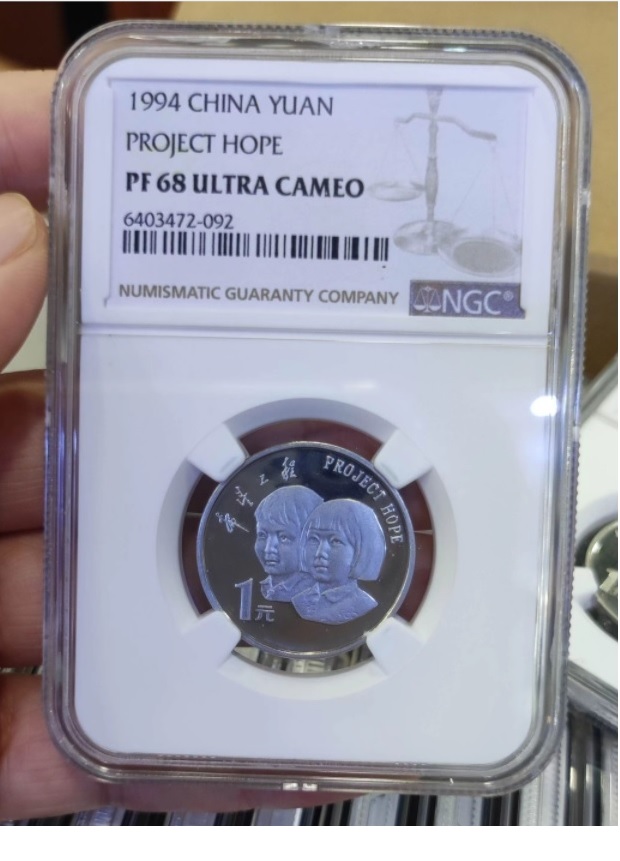 1994 CHINA YUAN
PROJECT HOPE
PF 68 ULTRA CAMEO
6403472-092
NUMISMATIC GUARANTY COMPANY
NGC®
希望工程
PROJECT HOPE
1元